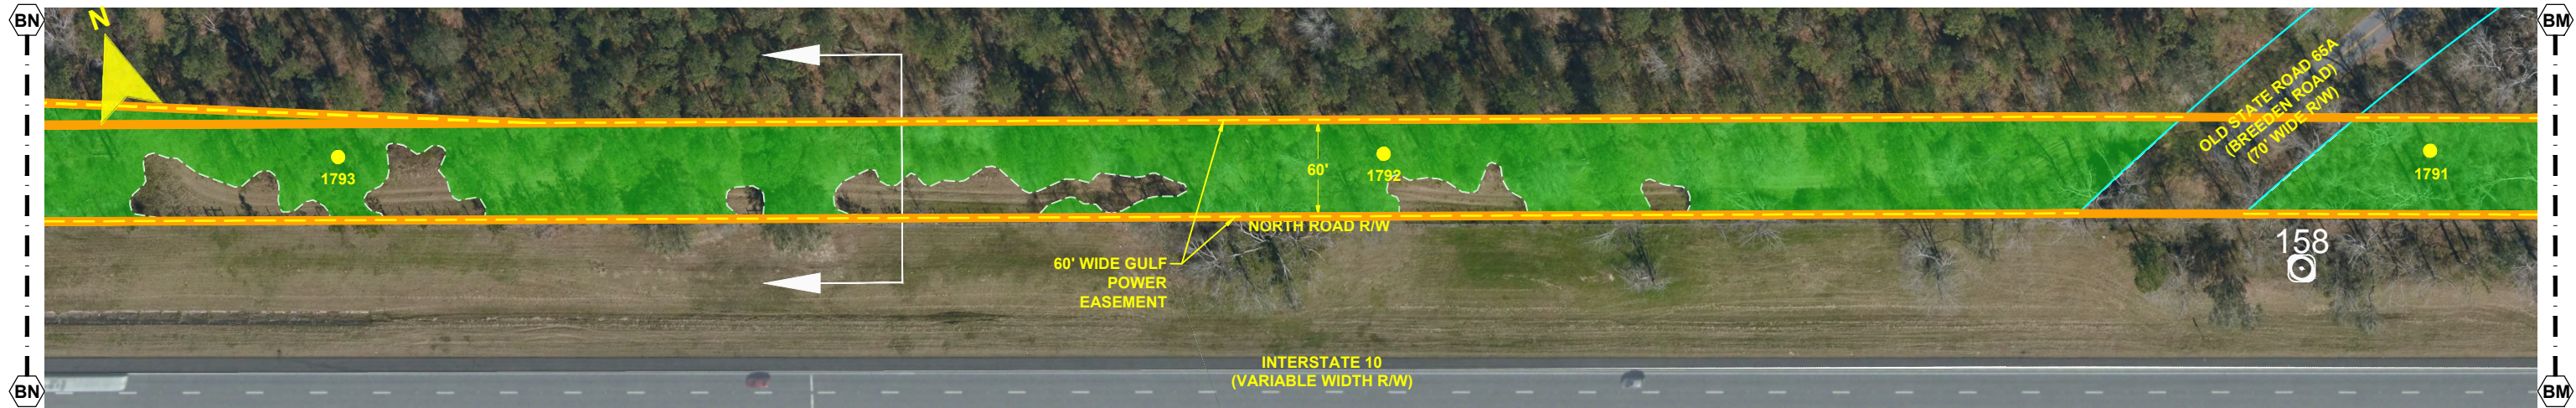 BN
BM
N
OLD STATE ROAD 65A
(BREEDEN ROAD)
(70' WIDE R/W)
1793
60'
1792
1791
NORTH ROAD R/W
158
60' WIDE GULF
POWER
EASEMENT
INTERSTATE 10
(VARIABLE WIDTH R/W)
BN
BM